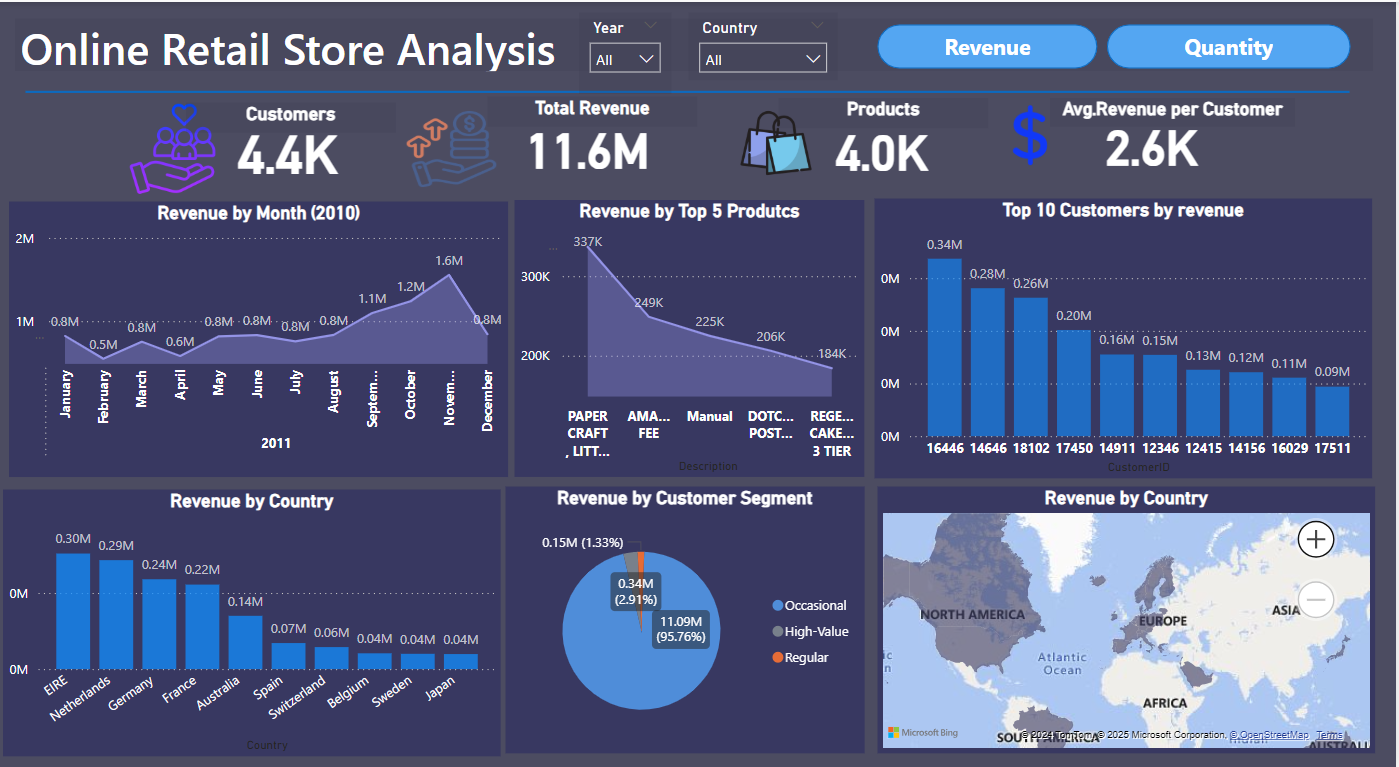 Online Retail Store Analysis
Year
All
Country
All
Revenue
Quantity
Customers
4.4K
Total Revenue
11.6M
Products
4.0K
Avg.Revenue per Customer
2.6K
$
Revenue by Month (2010)
2M
1M
0.8M
0.5M
0.8M
0.6M
0.8M
0.8M
0.8M
0.8M
1.1M
1.2M
1.6M
0.8M
January
February
March
April
May
June
July
August
Septem...
October
Novem...
December
2011
Revenue by Top 5 Produtcs
300K
200K
337K
249K
225K
206K
184K
PAPER
CRAFT
, LITT...
AMA...
FEE
Manual
DOTC...
POST...
REGE...
CAKE...
3 TIER
Description
Top 10 Customers by revenue
0M
0M
0M
0M
0.34M
0.28M
0.26M
0.20M
0.16M
0.15M
0.13M
0.12M
0.11M
0.09M
16446 14646 18102 17450 14911 12346 12415 14156 16029 17511
CustomerID
Revenue by Country
0M
0M
0.30M
0.29M
0.24M
0.22M
0.14M
0.07M
0.06M
0.04M
0.04M
0.04M
EIRE
Netherlands
Germany
France
Australia
Spain
Switzerland
Belgium
Sweden
Japan
Country
Revenue by Customer Segment
0.15M (1.33%)
0.34M
(2.91%)
11.09M
(95.76%)
Occasional
High-Value
Regular
Revenue by Country
NORTH AMERICA
EUROPE
ASIA
Atlantic
Ocean
AFRICA
SOUTH AMERICA
Microsoft Bing
© 2024 TomTom, © 2025 Microsoft Corporation, © OpenStreetMap Terms